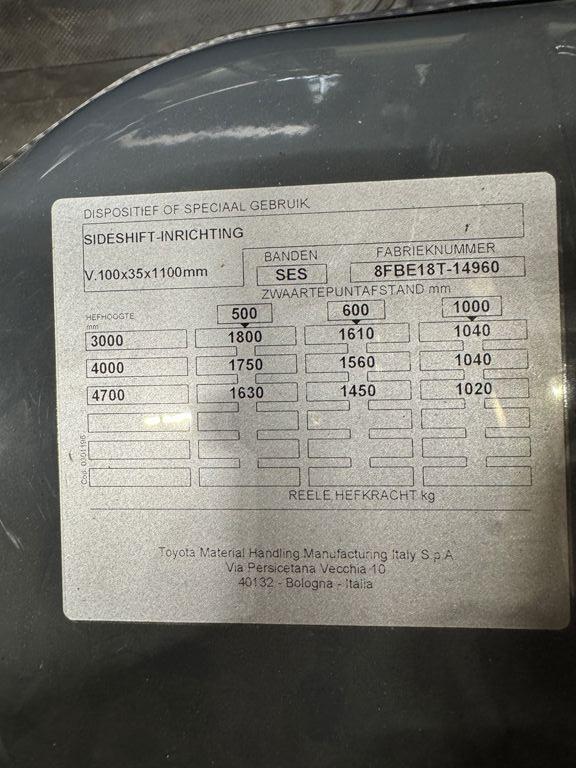 DISPOSITIEF OF SPECIAAL GEBRUIK
SIDESHIFT-INRICHTING
V.100x35x1100mm
BANDEN
SES
FABRIEKNUMMER
8FBE18T-14960
ZWAARTEPUNTAFSTAND mm
HEFHOOGTE mm
500 600 1000
3000 1800 1610 1040
4000 1750 1560 1040
4700 1630 1450 1020
REELE HEFKRACHT kg
Toyota Material Handling Manufacturing Italy S.p.A
Via Persicetana Vecchia 10
40132 - Bologna - Italia